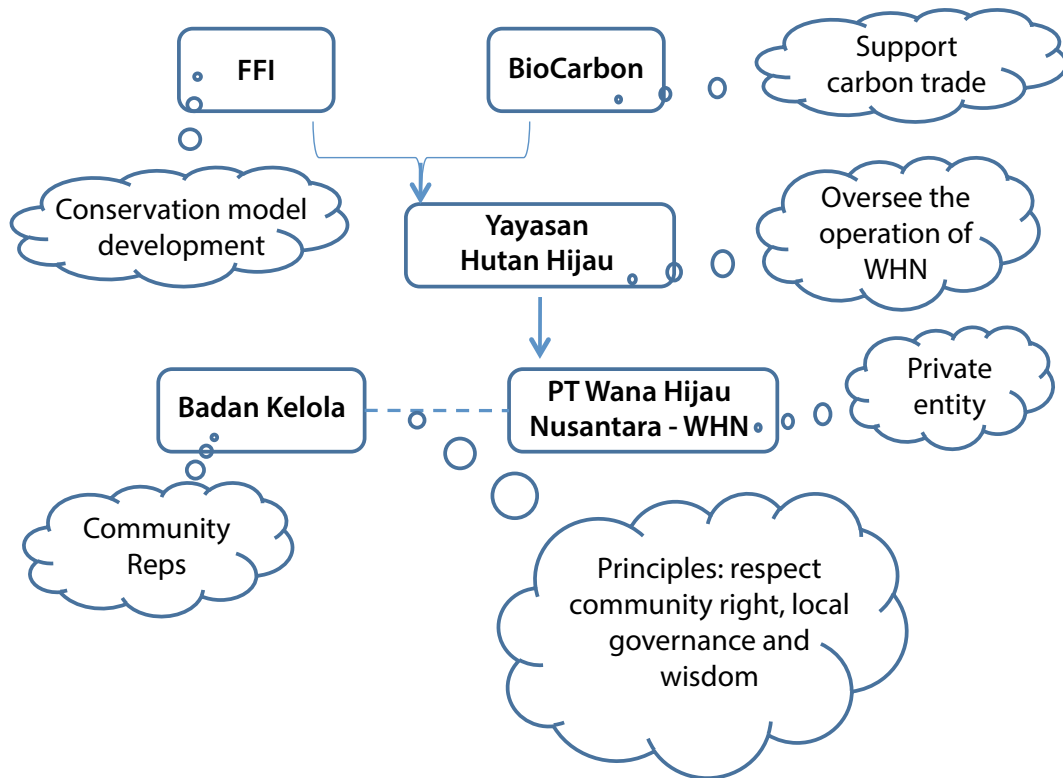 FFI
BioCarbon
Support
carbon trade
Conservation model
development
Yayasan
Hutan Hijau
Oversee the
operation of
WHN
Badan Kelola
PT Wana Hijau
Nusantara - WHN
Private
entity
Community
Reps
Principles: respect
community right, local
governance and
wisdom